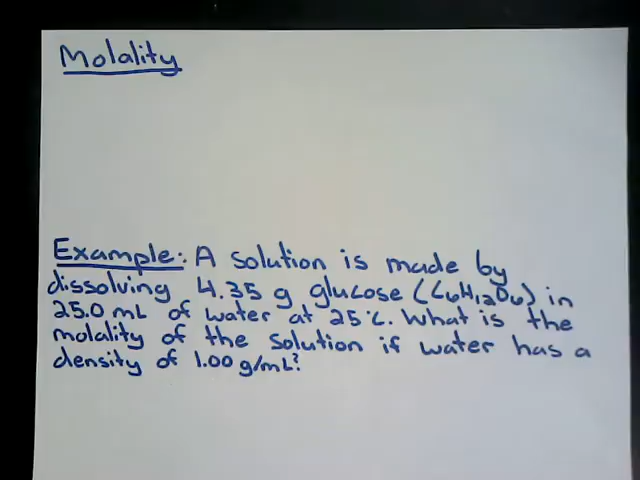 Molality
Example: A solution is made by
dissolving 4.35 g glucose (C₆H₁₂O₆) in
25.0 mL of water at 25°C. What is the
molality of the solution if water has a
density of 1.00 g/mL?